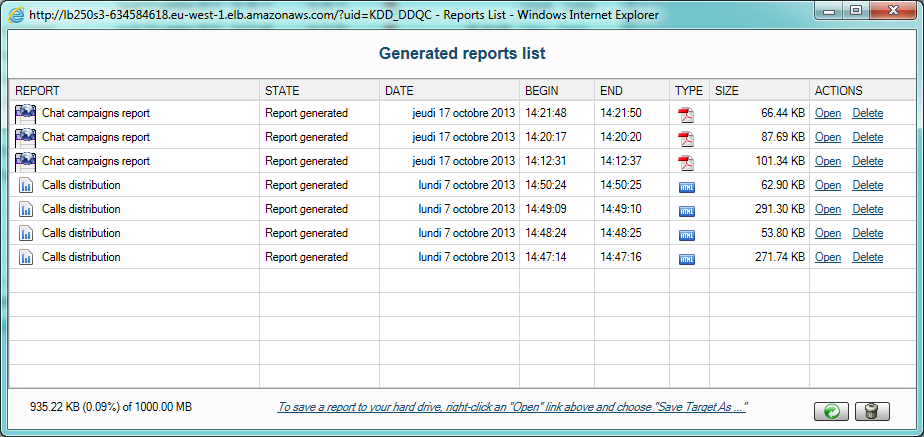 http://lb250s3-634584618.eu-west-1.elb.amazonaws.com/?uid=KDD_DDQC - Reports List - Windows Internet Explorer
Generated reports list
REPORT STATE DATE BEGIN END TYPE SIZE ACTIONS
Chat campaigns report Report generated jeudi 17 octobre 2013 14:21:48 14:21:50 66.44 KB Open Delete
Chat campaigns report Report generated jeudi 17 octobre 2013 14:20:17 14:20:20 87.69 KB Open Delete
Chat campaigns report Report generated jeudi 17 octobre 2013 14:12:31 14:12:37 101.34 KB Open Delete
Calls distribution Report generated lundi 7 octobre 2013 14:50:24 14:50:25 HTML 62.90 KB Open Delete
Calls distribution Report generated lundi 7 octobre 2013 14:49:09 14:49:10 HTML 291.30 KB Open Delete
Calls distribution Report generated lundi 7 octobre 2013 14:48:24 14:48:25 HTML 53.80 KB Open Delete
Calls distribution Report generated lundi 7 octobre 2013 14:47:14 14:47:16 HTML 271.74 KB Open Delete
935.22 KB (0.09%) of 1000.00 MB To save a report to your hard drive, right-click an "Open" link above and choose "Save Target As ..."